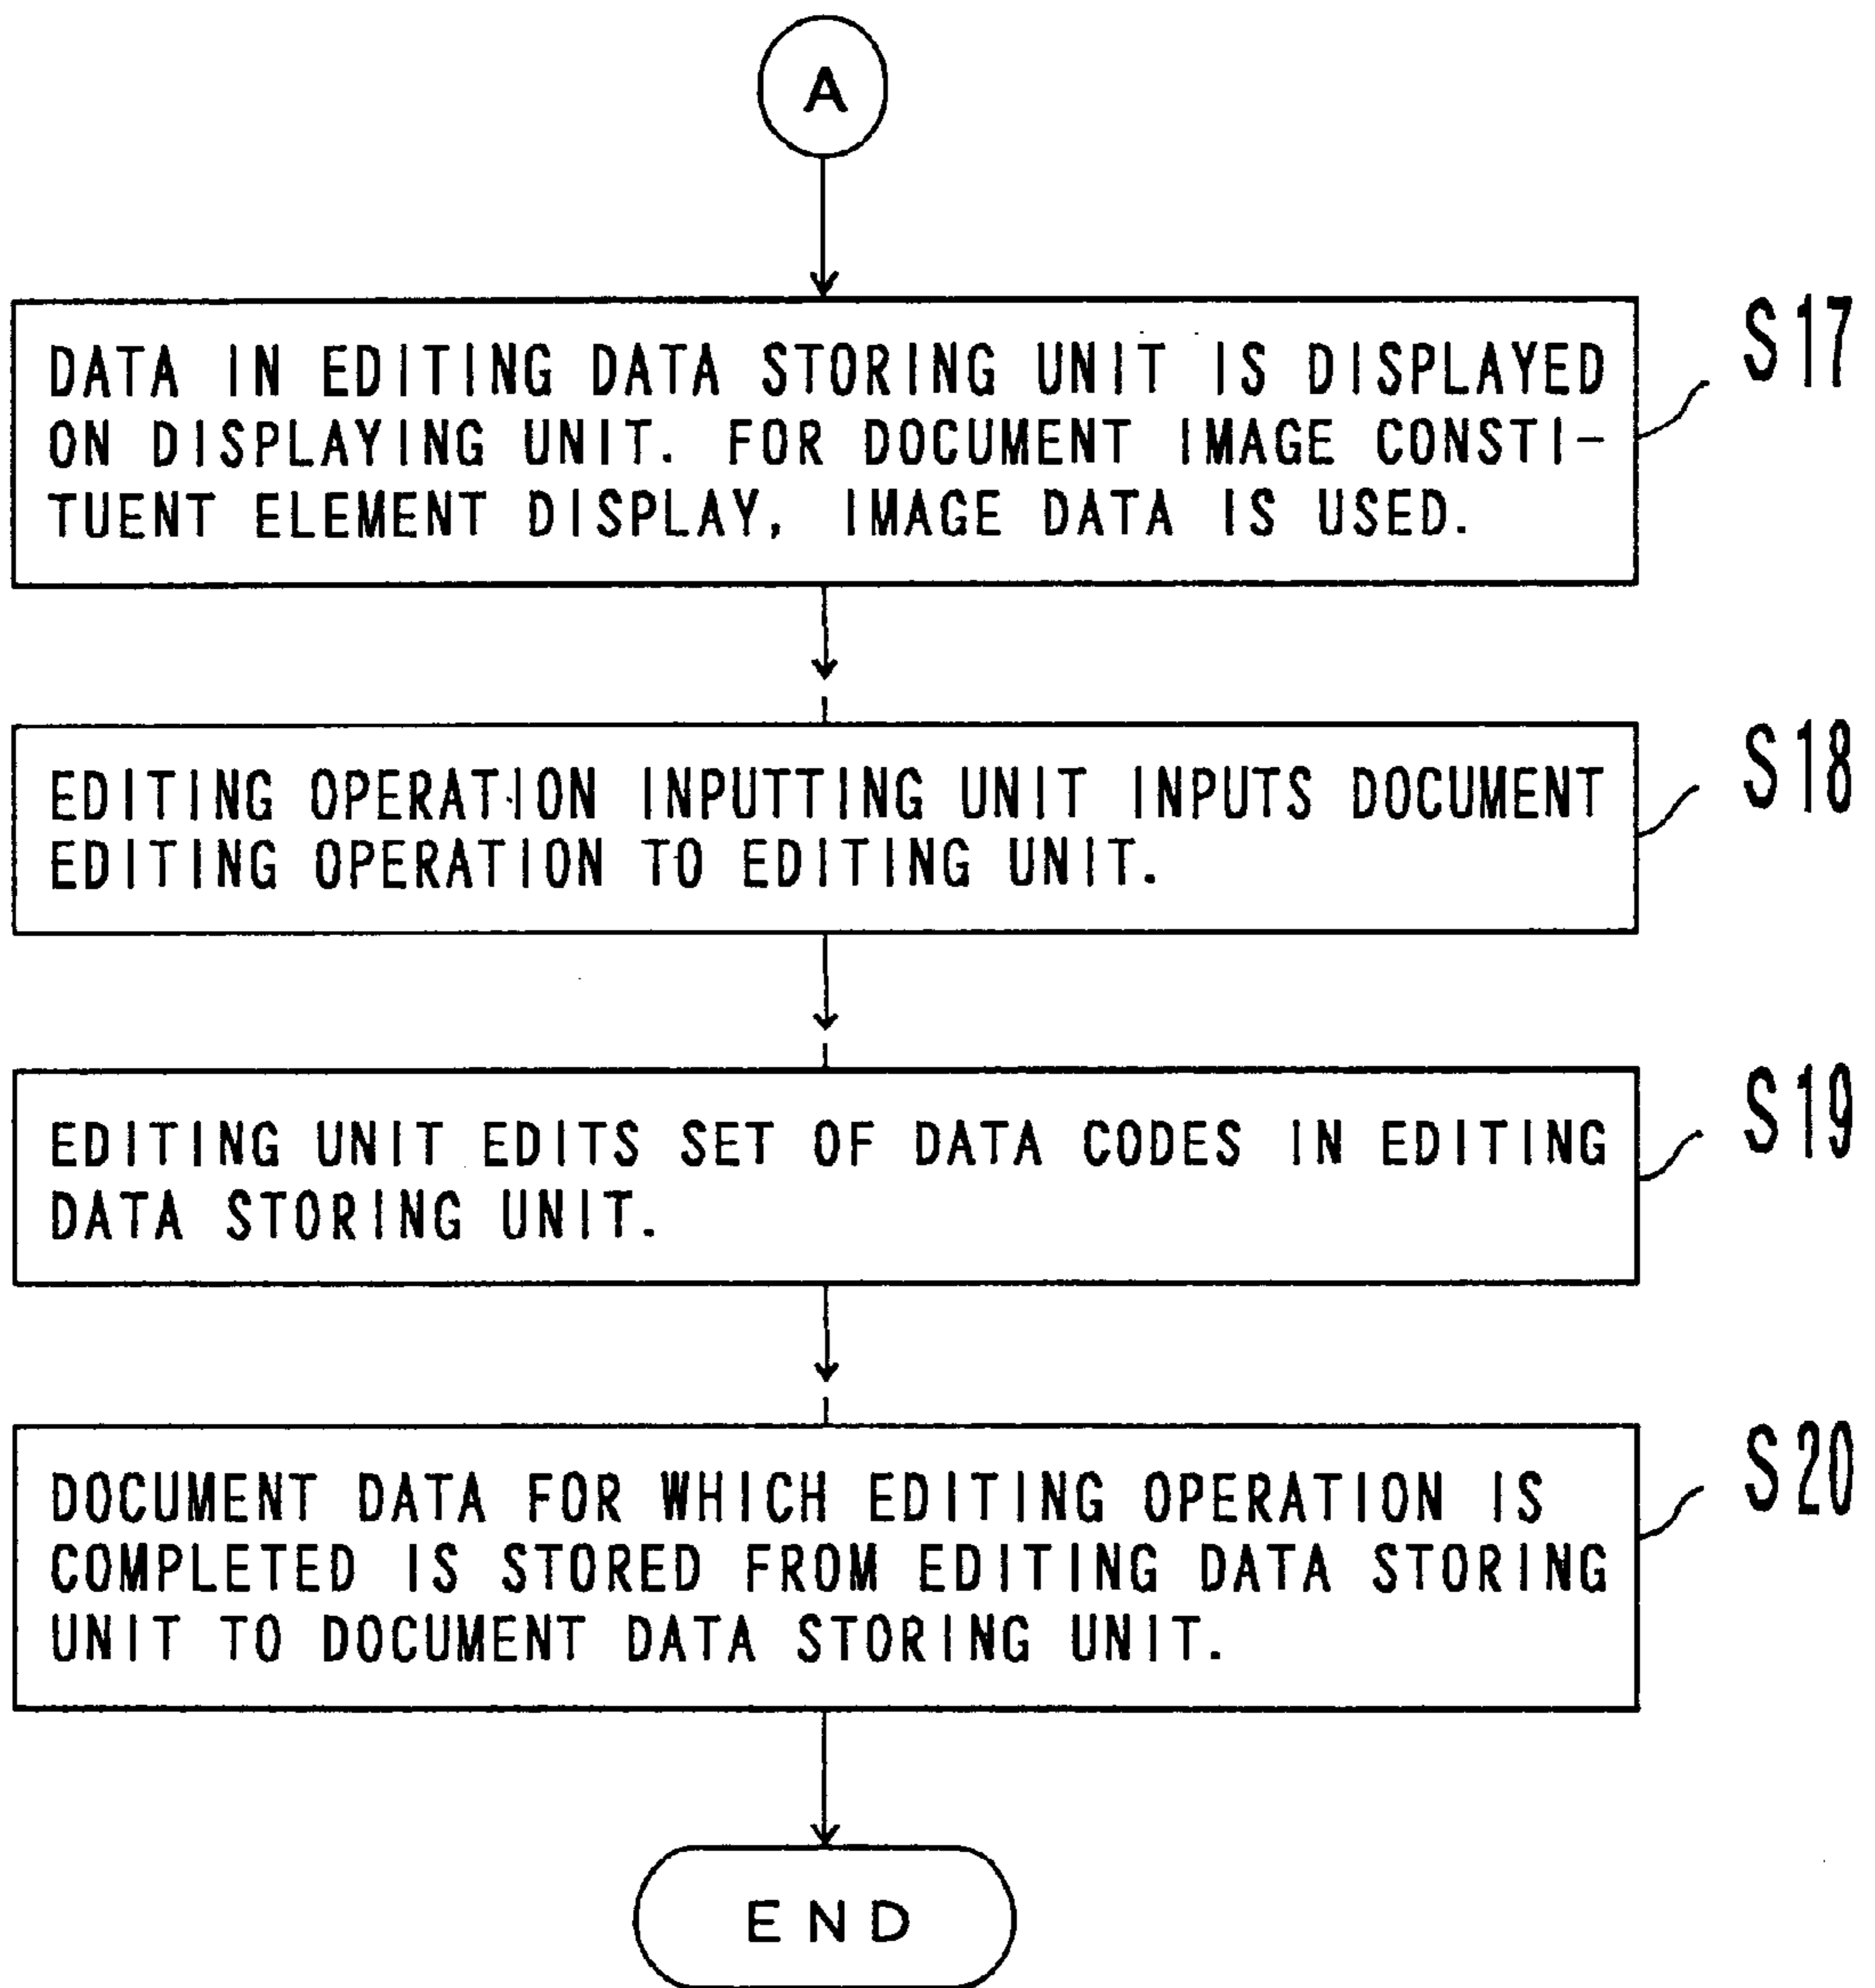 A
S17
DATA IN EDITING DATA STORING UNIT IS DISPLAYED
ON DISPLAYING UNIT. FOR DOCUMENT IMAGE CONSTI-
TUENT ELEMENT DISPLAY, IMAGE DATA IS USED.
S18
EDITING OPERATION INPUTTING UNIT INPUTS DOCUMENT
EDITING OPERATION TO EDITING UNIT.
S19
EDITING UNIT EDITS SET OF DATA CODES IN EDITING
DATA STORING UNIT.
S20
DOCUMENT DATA FOR WHICH EDITING OPERATION IS
COMPLETED IS STORED FROM EDITING DATA STORING
UNIT TO DOCUMENT DATA STORING UNIT.
END